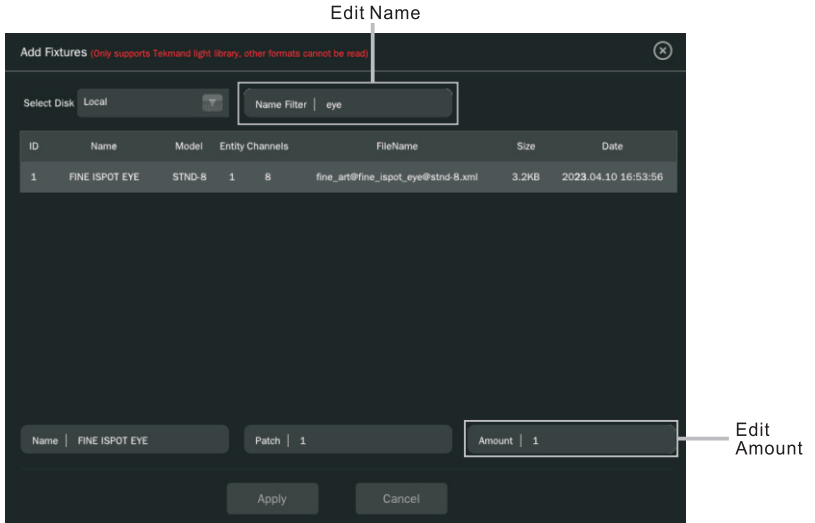 Edit Name
Add Fixtures (Only supports Tekmand light library, other formats cannot be read)
Select Disk Local Name Filter | eye
ID Name Model Entity Channels FileName Size Date
1 FINE ISPOT EYE STND-8 1 8 fine_art@fine_ispot_eye@stnd-8.xml 3.2KB 2023.04.10 16:53:56
Name | FINE ISPOT EYE Patch | 1 Amount | 1
Edit
Amount
Apply Cancel